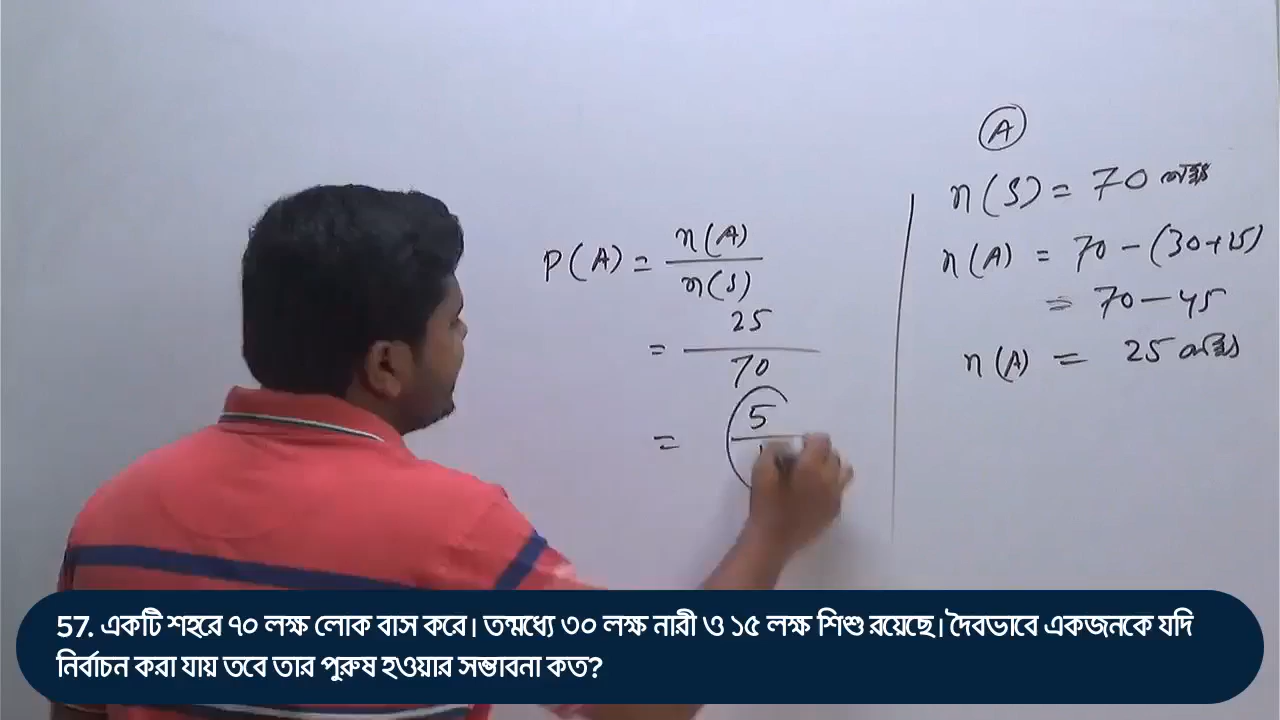 P(A) = n(A)/n(S)
= 25/70
= 5/
A
n(S) = 70 লক্ষ
n(A) = 70 - (30+15)
= 70 - 45
n(A) = 25 লক্ষ
57. একটি শহরে ৭০ লক্ষ লোক বাস করে। তন্মধ্যে ৩০ লক্ষ নারী ও ১৫ লক্ষ শিশু রয়েছে। দৈবভাবে একজনকে যদি
নির্বাচন করা যায় তবে তার পুরুষ হওয়ার সম্ভাবনা কত?